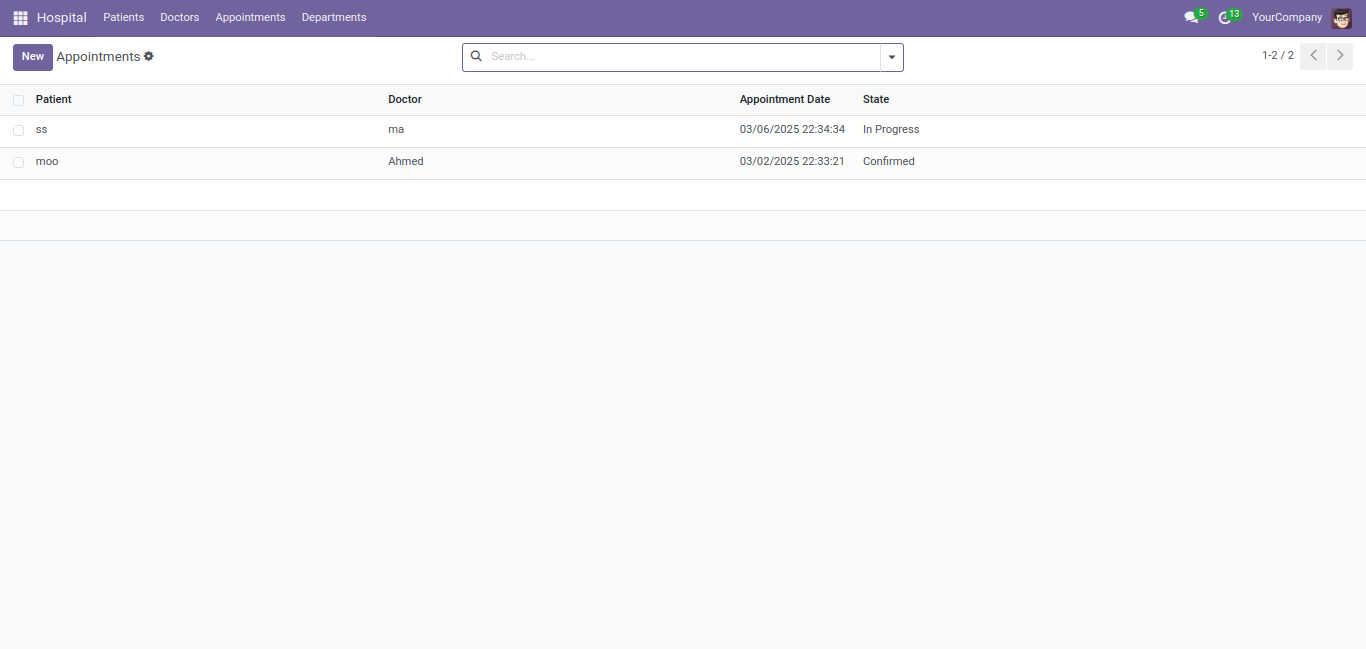 Hospital Patients Doctors Appointments Departments 5 13 YourCompany
New Appointments Search... 1-2 / 2
Patient Doctor Appointment Date State
ss ma 03/06/2025 22:34:34 In Progress
moo Ahmed 03/02/2025 22:33:21 Confirmed